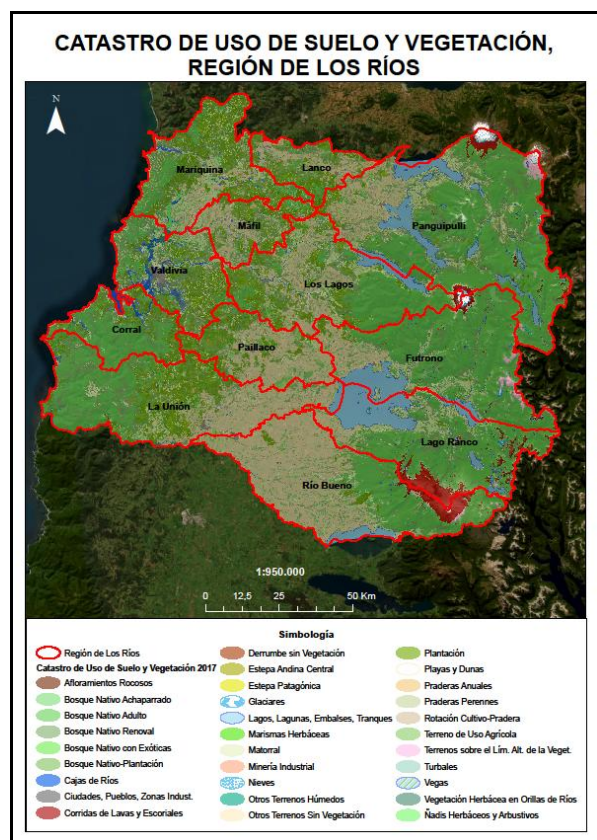 CATASTRO DE USO DE SUELO Y VEGETACIÓN,
REGIÓN DE LOS RÍOS
N
Mariquina
Lanco
Máfil
Panguipulli
Valdivia
Los Lagos
Corral
Paillaco
Futrono
La Unión
Lago Ranco
Río Bueno
1:950.000
0 12,5 25 50 Km
Simbología
Región de Los Ríos
Catastro de Uso de Suelo y Vegetación 2017
Afloramientos Rocosos
Bosque Nativo Achaparrado
Bosque Nativo Adulto
Bosque Nativo Renoval
Bosque Nativo con Exóticas
Bosque Nativo-Plantación
Cajas de Ríos
Ciudades, Pueblos, Zonas Indust.
Corridas de Lavas y Escoriales
Derrumbe sin Vegetación
Estepa Andina Central
Estepa Patagónica
Glaciares
Lagos, Lagunas, Embalses, Tranques
Marismas Herbáceas
Matorral
Minería Industrial
Nieves
Otros Terrenos Húmedos
Otros Terrenos Sin Vegetación
Plantación
Playas y Dunas
Praderas Anuales
Praderas Perennes
Rotación Cultivo-Pradera
Terreno de Uso Agrícola
Terrenos sobre el Lím. Alt. de la Veget.
Turbales
Vegas
Vegetación Herbácea en Orillas de Ríos
Ñadis Herbáceos y Arbustivos